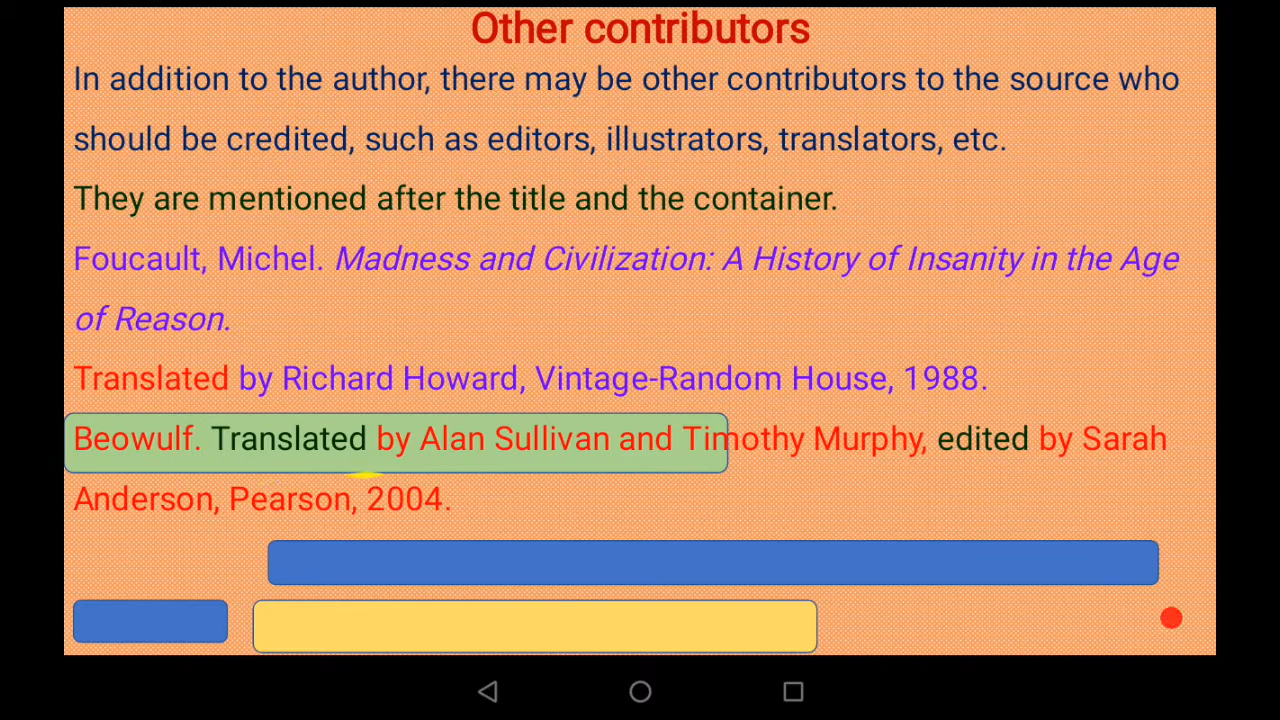 Other contributors
In addition to the author, there may be other contributors to the source who
should be credited, such as editors, illustrators, translators, etc.
They are mentioned after the title and the container.
Foucault, Michel. Madness and Civilization: A History of Insanity in the Age
of Reason.
Translated by Richard Howard, Vintage-Random House, 1988.
Beowulf. Translated by Alan Sullivan and Timothy Murphy, edited by Sarah
Anderson, Pearson, 2004.